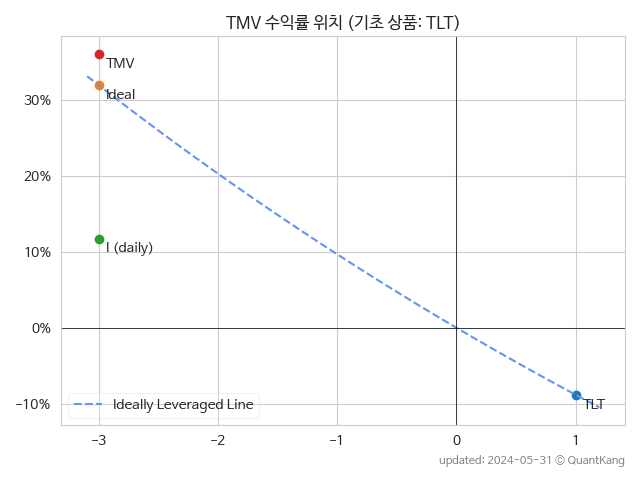 TMV 수익률 위치 (기초 상품: TLT)
TMV
Ideal
30%
20%
I (daily)
10%
0%
TLT
−10%
Ideally Leveraged Line
−3
−2
−1
0
1
updated: 2024-05-31 © QuantKang